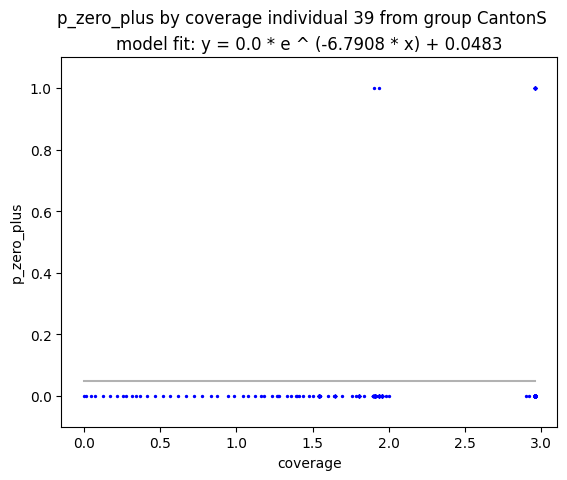 p_zero_plus by coverage individual 39 from group CantonS
model fit: y = 0.0 * e ^ (-6.7908 * x) + 0.0483
1.0
0.8
0.6
0.4
0.2
0.0
p_zero_plus
0.0 0.5 1.0 1.5 2.0 2.5 3.0
coverage